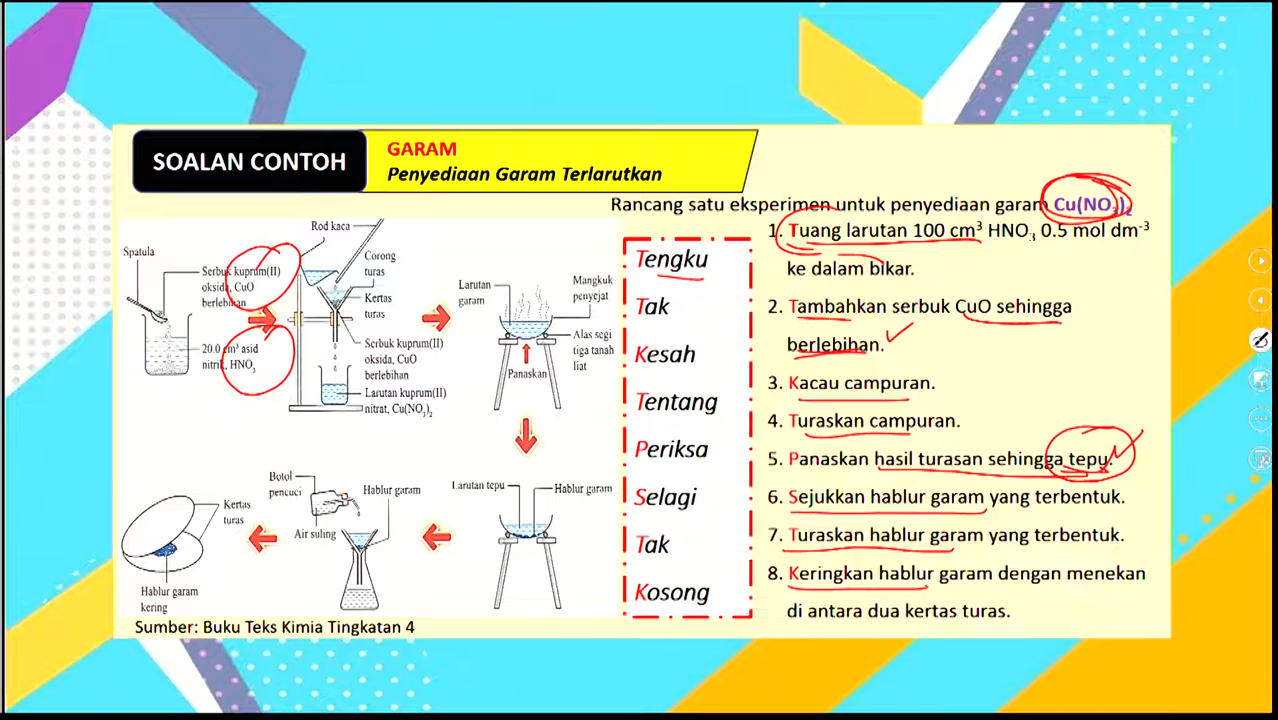 SOALAN CONTOH
GARAM
Penyediaan Garam Terlarutkan
Rancang satu eksperimen untuk penyediaan garam Cu(NO₃)₂
Spatula
Serbuk kuprum(II)
oksida, CuO
berlebihan
20.0 cm³ asid
nitrik, HNO₃
Rod kaca
Corong
turas
Kertas
turas
Serbuk kuprum(II)
oksida, CuO
berlebihan
Larutan kuprum(II)
nitrat, Cu(NO₃)₂
Larutan
garam
Mangkuk
penyejat
Alas segi
tiga tanah
liat
Panaskan
Larutan tepu
Hablur garam
Botol
pencuci
Hablur garam
Air suling
Kertas
turas
Hablur garam
kering
Sumber: Buku Teks Kimia Tingkatan 4
Tengku
Tak
Kesah
Tentang
Periksa
Selagi
Tak
Kosong
1. Tuang larutan 100 cm³ HNO₃ 0.5 mol dm⁻³
ke dalam bikar.
2. Tambahkan serbuk CuO sehingga
berlebihan.
3. Kacau campuran.
4. Turaskan campuran.
5. Panaskan hasil turasan sehingga tepu.
6. Sejukkan hablur garam yang terbentuk.
7. Turaskan hablur garam yang terbentuk.
8. Keringkan hablur garam dengan menekan
di antara dua kertas turas.